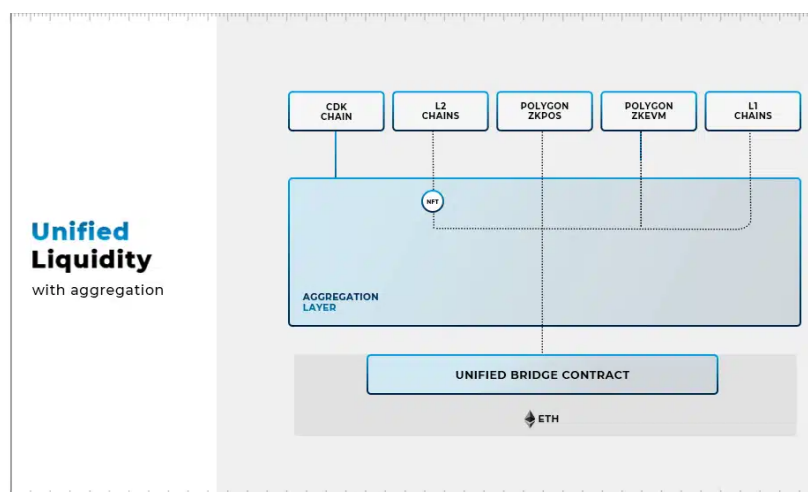 CDK
CHAIN
L2
CHAINS
POLYGON
ZKPOS
POLYGON
ZKEVM
L1
CHAINS
NFT
Unified
Liquidity
with aggregation
AGGREGATION
LAYER
UNIFIED BRIDGE CONTRACT
ETH